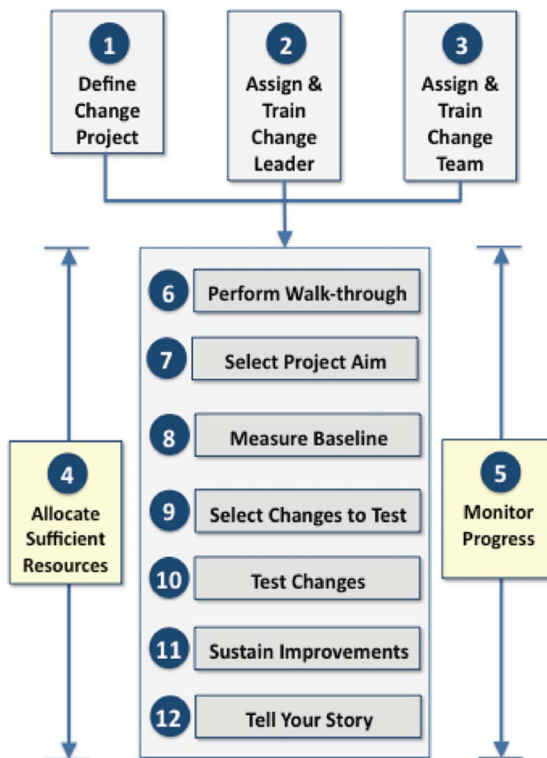 1
Define
Change
Project
2
Assign &
Train
Change
Leader
3
Assign &
Train
Change
Team
4
Allocate
Sufficient
Resources
5
Monitor
Progress
6 Perform Walk-through
7 Select Project Aim
8 Measure Baseline
9 Select Changes to Test
10 Test Changes
11 Sustain Improvements
12 Tell Your Story